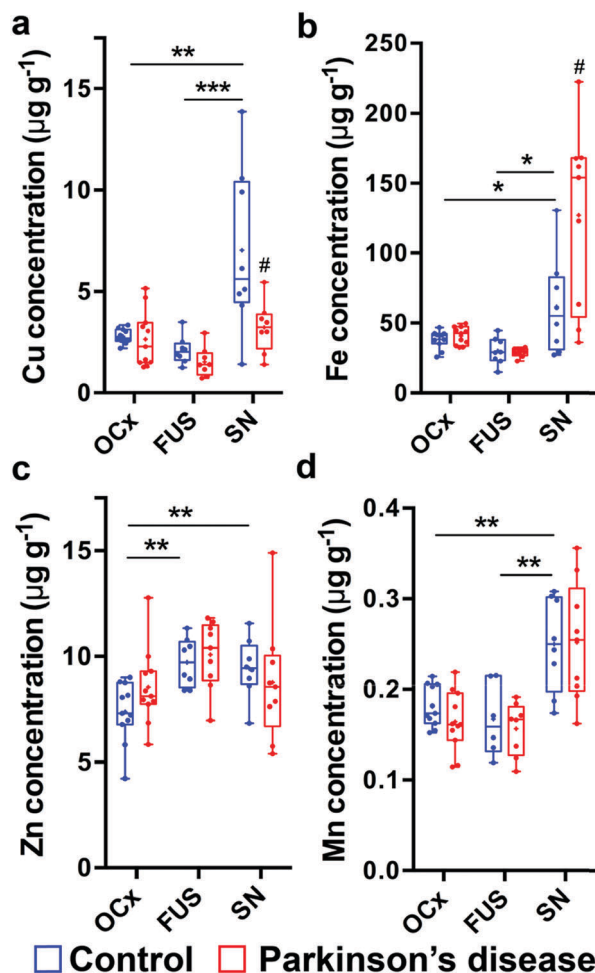 a
Cu concentration (µg g⁻¹)
15
10
5
0
**
***
#
OCx
FUS
SN
b
Fe concentration (µg g⁻¹)
250
200
150
100
50
0
#
*
*
OCx
FUS
SN
c
Zn concentration (µg g⁻¹)
15
10
5
0
**
**
OCx
FUS
SN
d
Mn concentration (µg g⁻¹)
0.4
0.3
0.2
0.1
0.0
**
**
OCx
FUS
SN
Control Parkinson's disease